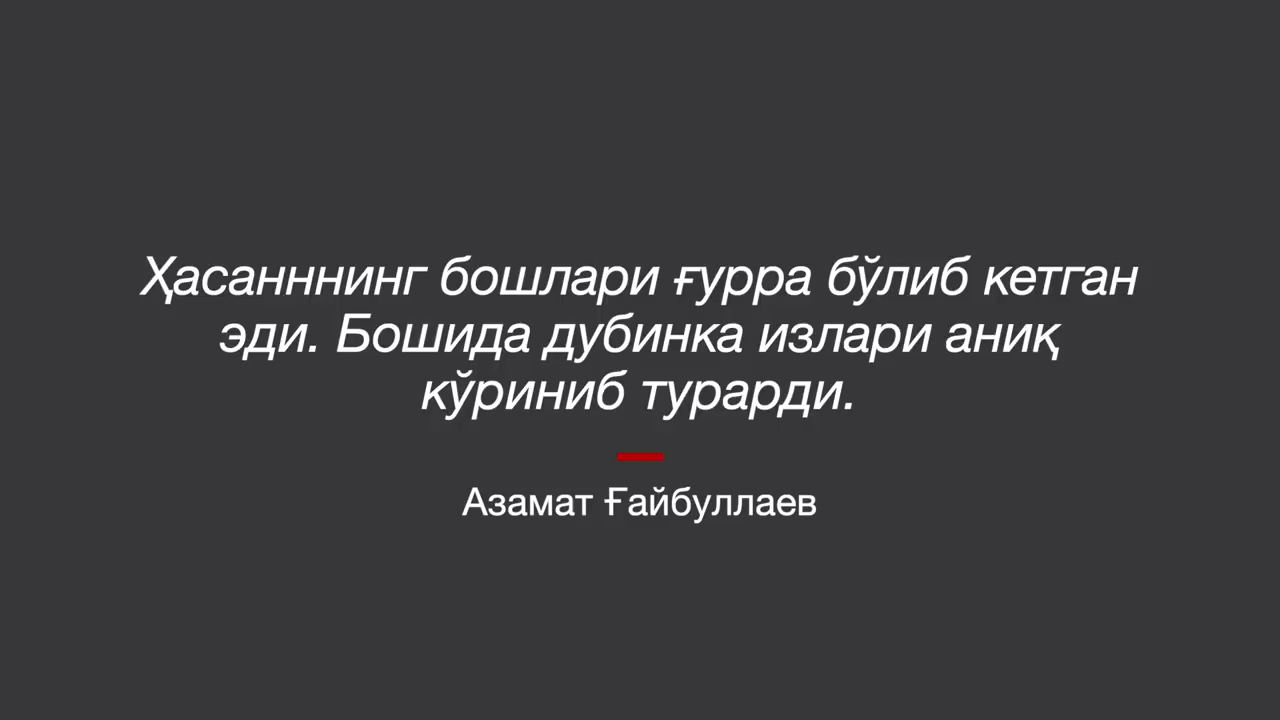 Ҳасанннинг бошлари ғурра бўлиб кетган
эди. Бошида дубинка излари аниқ
кўриниб турарди.
Азамат Ғайбуллаев